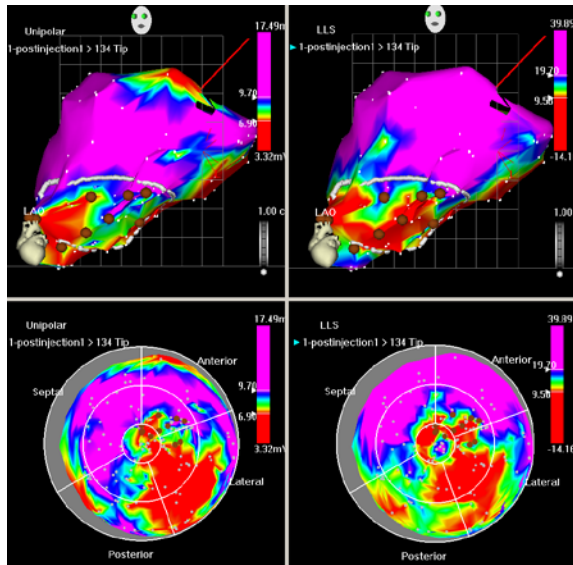 Unipolar
1-postinjection1 > 134 Tip
17.49m
9.70
6.90
3.32mV
LAO
1.00 c
LLS
1-postinjection1 > 134 Tip
39.89
19.70
9.50
-14.1
LAO
1.00
Unipolar
1-postinjection1 > 134 Tip
17.49m
9.70
6.90
3.32mV
Anterior
Septal
Lateral
Posterior
LLS
1-postinjection1 > 134 Tip
39.89
19.70
9.50
-14.16
Anterior
Septal
Lateral
Posterior